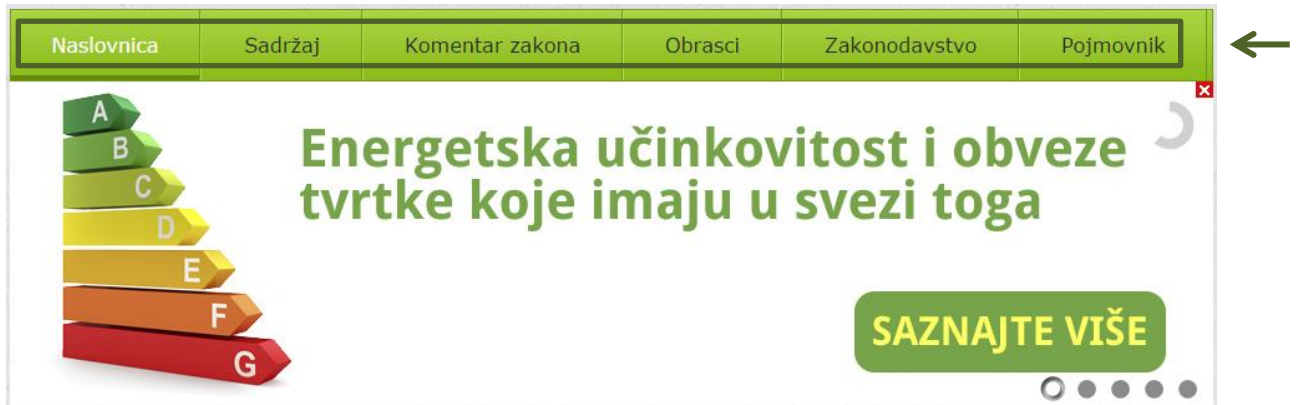 Naslovnica Sadržaj Komentar zakona Obrasci Zakonodavstvo Pojmovnik
A
B
C
D
E
F
G
Energetska učinkovitost i obveze
tvrtke koje imaju u svezi toga
SAZNAJTE VIŠE